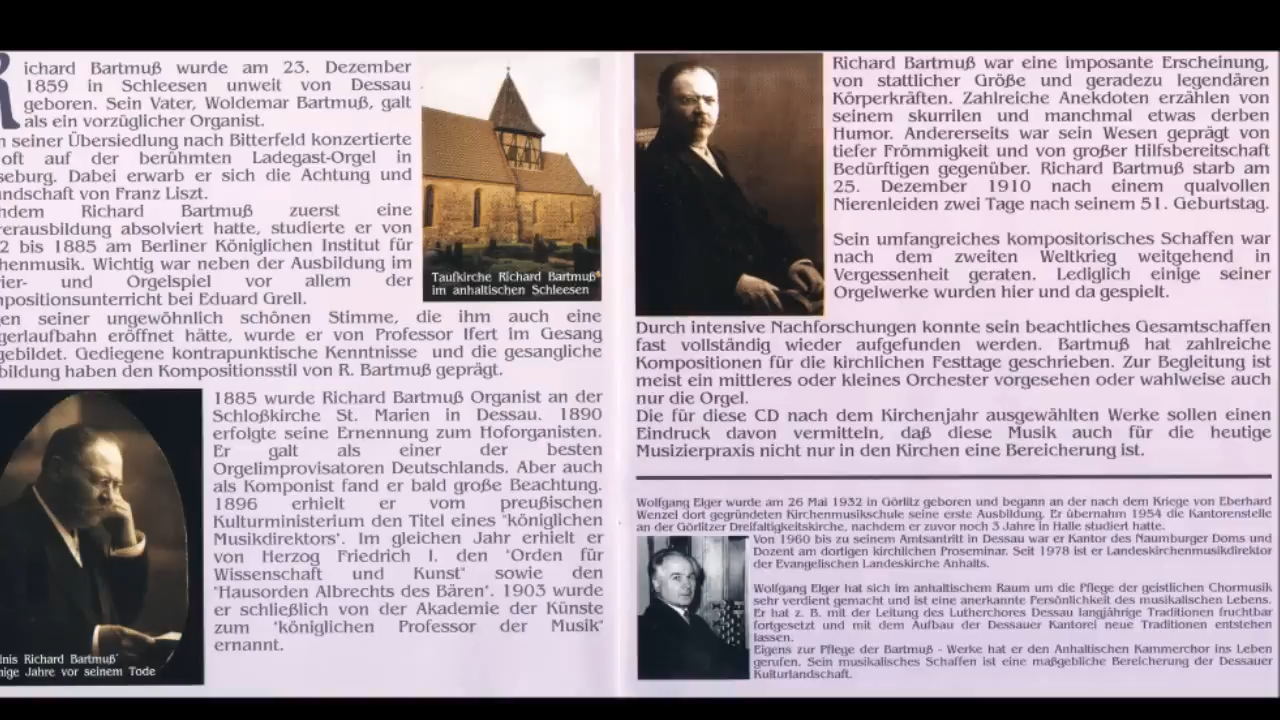 Richard Bartmuß wurde am 23. Dezember
1859 in Schleesen unweit von Dessau
geboren. Sein Vater, Woldemar Bartmuß, galt
als ein vorzüglicher Organist.
seiner Übersiedlung nach Bitterfeld konzertierte
oft auf der berühmten Ladegast-Orgel in
seburg. Dabei erwarb er sich die Achtung und
ndschaft von Franz Liszt.
hdem Richard Bartmuß zuerst eine
rerausbildung absolviert hatte, studierte er von
2 bis 1885 am Berliner Königlichen Institut für
henmusik. Wichtig war neben der Ausbildung im
ier- und Orgelspiel vor allem der
positionsunterricht bei Eduard Grell.
en seiner ungewöhnlich schönen Stimme, die ihm auch eine
gerlaufbahn eröffnet hätte, wurde er von Professor Ifert im Gesang
gebildet. Gediegene kontrapunktische Kenntnisse und die gesangliche
bildung haben den Kompositionsstil von R. Bartmuß geprägt.
Taufkirche Richard Bartmuß'
im anhaltischen Schleesen
1885 wurde Richard Bartmuß Organist an der
Schloßkirche St. Marien in Dessau. 1890
erfolgte seine Ernennung zum Hoforganisten.
Er galt als einer der besten
Orgelimprovisatoren Deutschlands. Aber auch
als Komponist fand er bald große Beachtung.
1896 erhielt er vom preußischen
Kulturministerium den Titel eines "königlichen
Musikdirektors". Im gleichen Jahr erhielt er
von Herzog Friedrich I. den "Orden für
Wissenschaft und Kunst" sowie den
"Hausorden Albrechts des Bären". 1903 wurde
er schließlich von der Akademie der Künste
zum "königlichen Professor der Musik"
ernannt.
nis Richard Bartmuß'
nige Jahre vor seinem Tode
Richard Bartmuß war eine imposante Erscheinung,
von stattlicher Größe und geradezu legendären
Körperkräften. Zahlreiche Anekdoten erzählen von
seinem skurrilen und manchmal etwas derben
Humor. Andererseits war sein Wesen geprägt von
tiefer Frömmigkeit und von großer Hilfsbereitschaft
Bedürftigen gegenüber. Richard Bartmuß starb am
25. Dezember 1910 nach einem qualvollen
Nierenleiden zwei Tage nach seinem 51. Geburtstag.
Sein umfangreiches kompositorisches Schaffen war
nach dem zweiten Weltkrieg weitgehend in
Vergessenheit geraten. Lediglich einige seiner
Orgelwerke wurden hier und da gespielt.
Durch intensive Nachforschungen konnte sein beachtliches Gesamtschaffen
fast vollständig wieder aufgefunden werden. Bartmuß hat zahlreiche
Kompositionen für die kirchlichen Festtage geschrieben. Zur Begleitung ist
meist ein mittleres oder kleines Orchester vorgesehen oder wahlweise auch
nur die Orgel.
Die für diese CD nach dem Kirchenjahr ausgewählten Werke sollen einen
Eindruck davon vermitteln, daß diese Musik auch für die heutige
Musizierpraxis nicht nur in den Kirchen eine Bereicherung ist.
Wolfgang Elger wurde am 26 Mai 1932 in Görlitz geboren und begann an der nach dem Kriege von Eberhard
Wenzel dort gegründeten Kirchenmusikschule seine erste Ausbildung. Er übernahm 1954 die Kantorenstelle
an der Görlitzer Dreifaltigkeitskirche, nachdem er zuvor noch 3 Jahre in Halle studiert hatte.
Von 1960 bis zu seinem Amtsantritt in Dessau war er Kantor des Naumburger Doms und
Dozent am dortigen kirchlichen Proseminar. Seit 1978 ist er Landeskirchenmusikdirektor
der Evangelischen Landeskirche Anhalts.
Wolfgang Elger hat sich im anhaltischem Raum um die Pflege der geistlichen Chormusik
sehr verdient gemacht und ist eine anerkannte Persönlichkeit des musikalischen Lebens.
Er hat z. B. mit der Leitung des Lutherchores Dessau langjährige Traditionen fruchtbar
fortgesetzt und mit dem Aufbau der Dessauer Kantorei neue Traditionen entstehen
lassen.
Eigens zur Pflege der Bartmuß - Werke hat er den Anhaltischen Kammerchor ins Leben
gerufen. Sein musikalisches Schaffen ist eine maßgebliche Bereicherung der Dessauer
Kulturlandschaft.